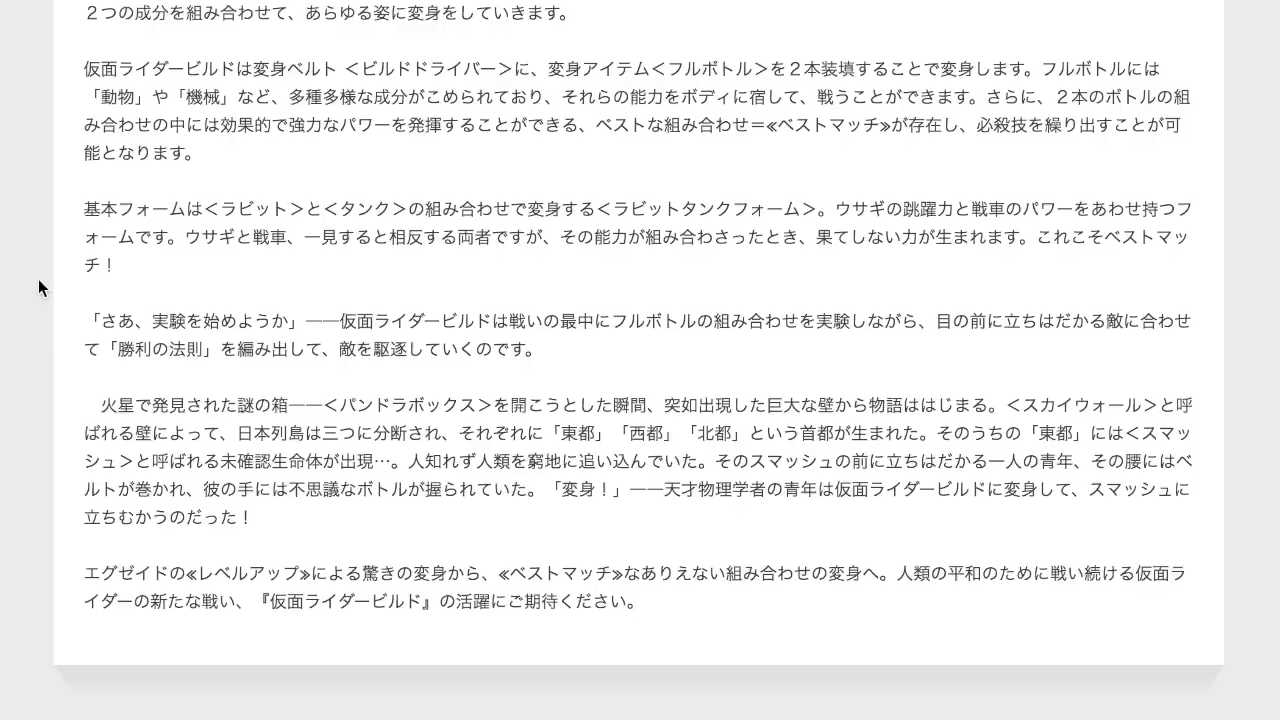 ２つの成分を組み合わせて、あらゆる姿に変身をしていきます。
仮面ライダービルドは変身ベルト ＜ビルドドライバー＞に、変身アイテム＜フルボトル＞を２本装填することで変身します。フルボトルには
「動物」や「機械」など、多種多様な成分がこめられており、それらの能力をボディに宿して、戦うことができます。さらに、２本のボトルの組
み合わせの中には効果的で強力なパワーを発揮することができる、ベストな組み合わせ＝≪ベストマッチ≫が存在し、必殺技を繰り出すことが可
能となります。
基本フォームは＜ラビット＞と＜タンク＞の組み合わせで変身する＜ラビットタンクフォーム＞。ウサギの跳躍力と戦車のパワーをあわせ持つフ
ォームです。ウサギと戦車、一見すると相反する両者ですが、その能力が組み合わさったとき、果てしない力が生まれます。これこそベストマッ
チ！
「さあ、実験を始めようか」――仮面ライダービルドは戦いの最中にフルボトルの組み合わせを実験しながら、目の前に立ちはだかる敵に合わせ
て「勝利の法則」を編み出して、敵を駆逐していくのです。
　火星で発見された謎の箱――＜パンドラボックス＞を開こうとした瞬間、突如出現した巨大な壁から物語ははじまる。＜スカイウォール＞と呼
ばれる壁によって、日本列島は三つに分断され、それぞれに「東都」「西都」「北都」という首都が生まれた。そのうちの「東都」には＜スマッ
シュ＞と呼ばれる未確認生命体が出現…。人知れず人類を窮地に追い込んでいた。そのスマッシュの前に立ちはだかる一人の青年、その腰にはベ
ルトが巻かれ、彼の手には不思議なボトルが握られていた。「変身！」――天才物理学者の青年は仮面ライダービルドに変身して、スマッシュに
立ちむかうのだった！
エグゼイドの≪レベルアップ≫による驚きの変身から、≪ベストマッチ≫なありえない組み合わせの変身へ。人類の平和のために戦い続ける仮面ラ
イダーの新たな戦い、『仮面ライダービルド』の活躍にご期待ください。